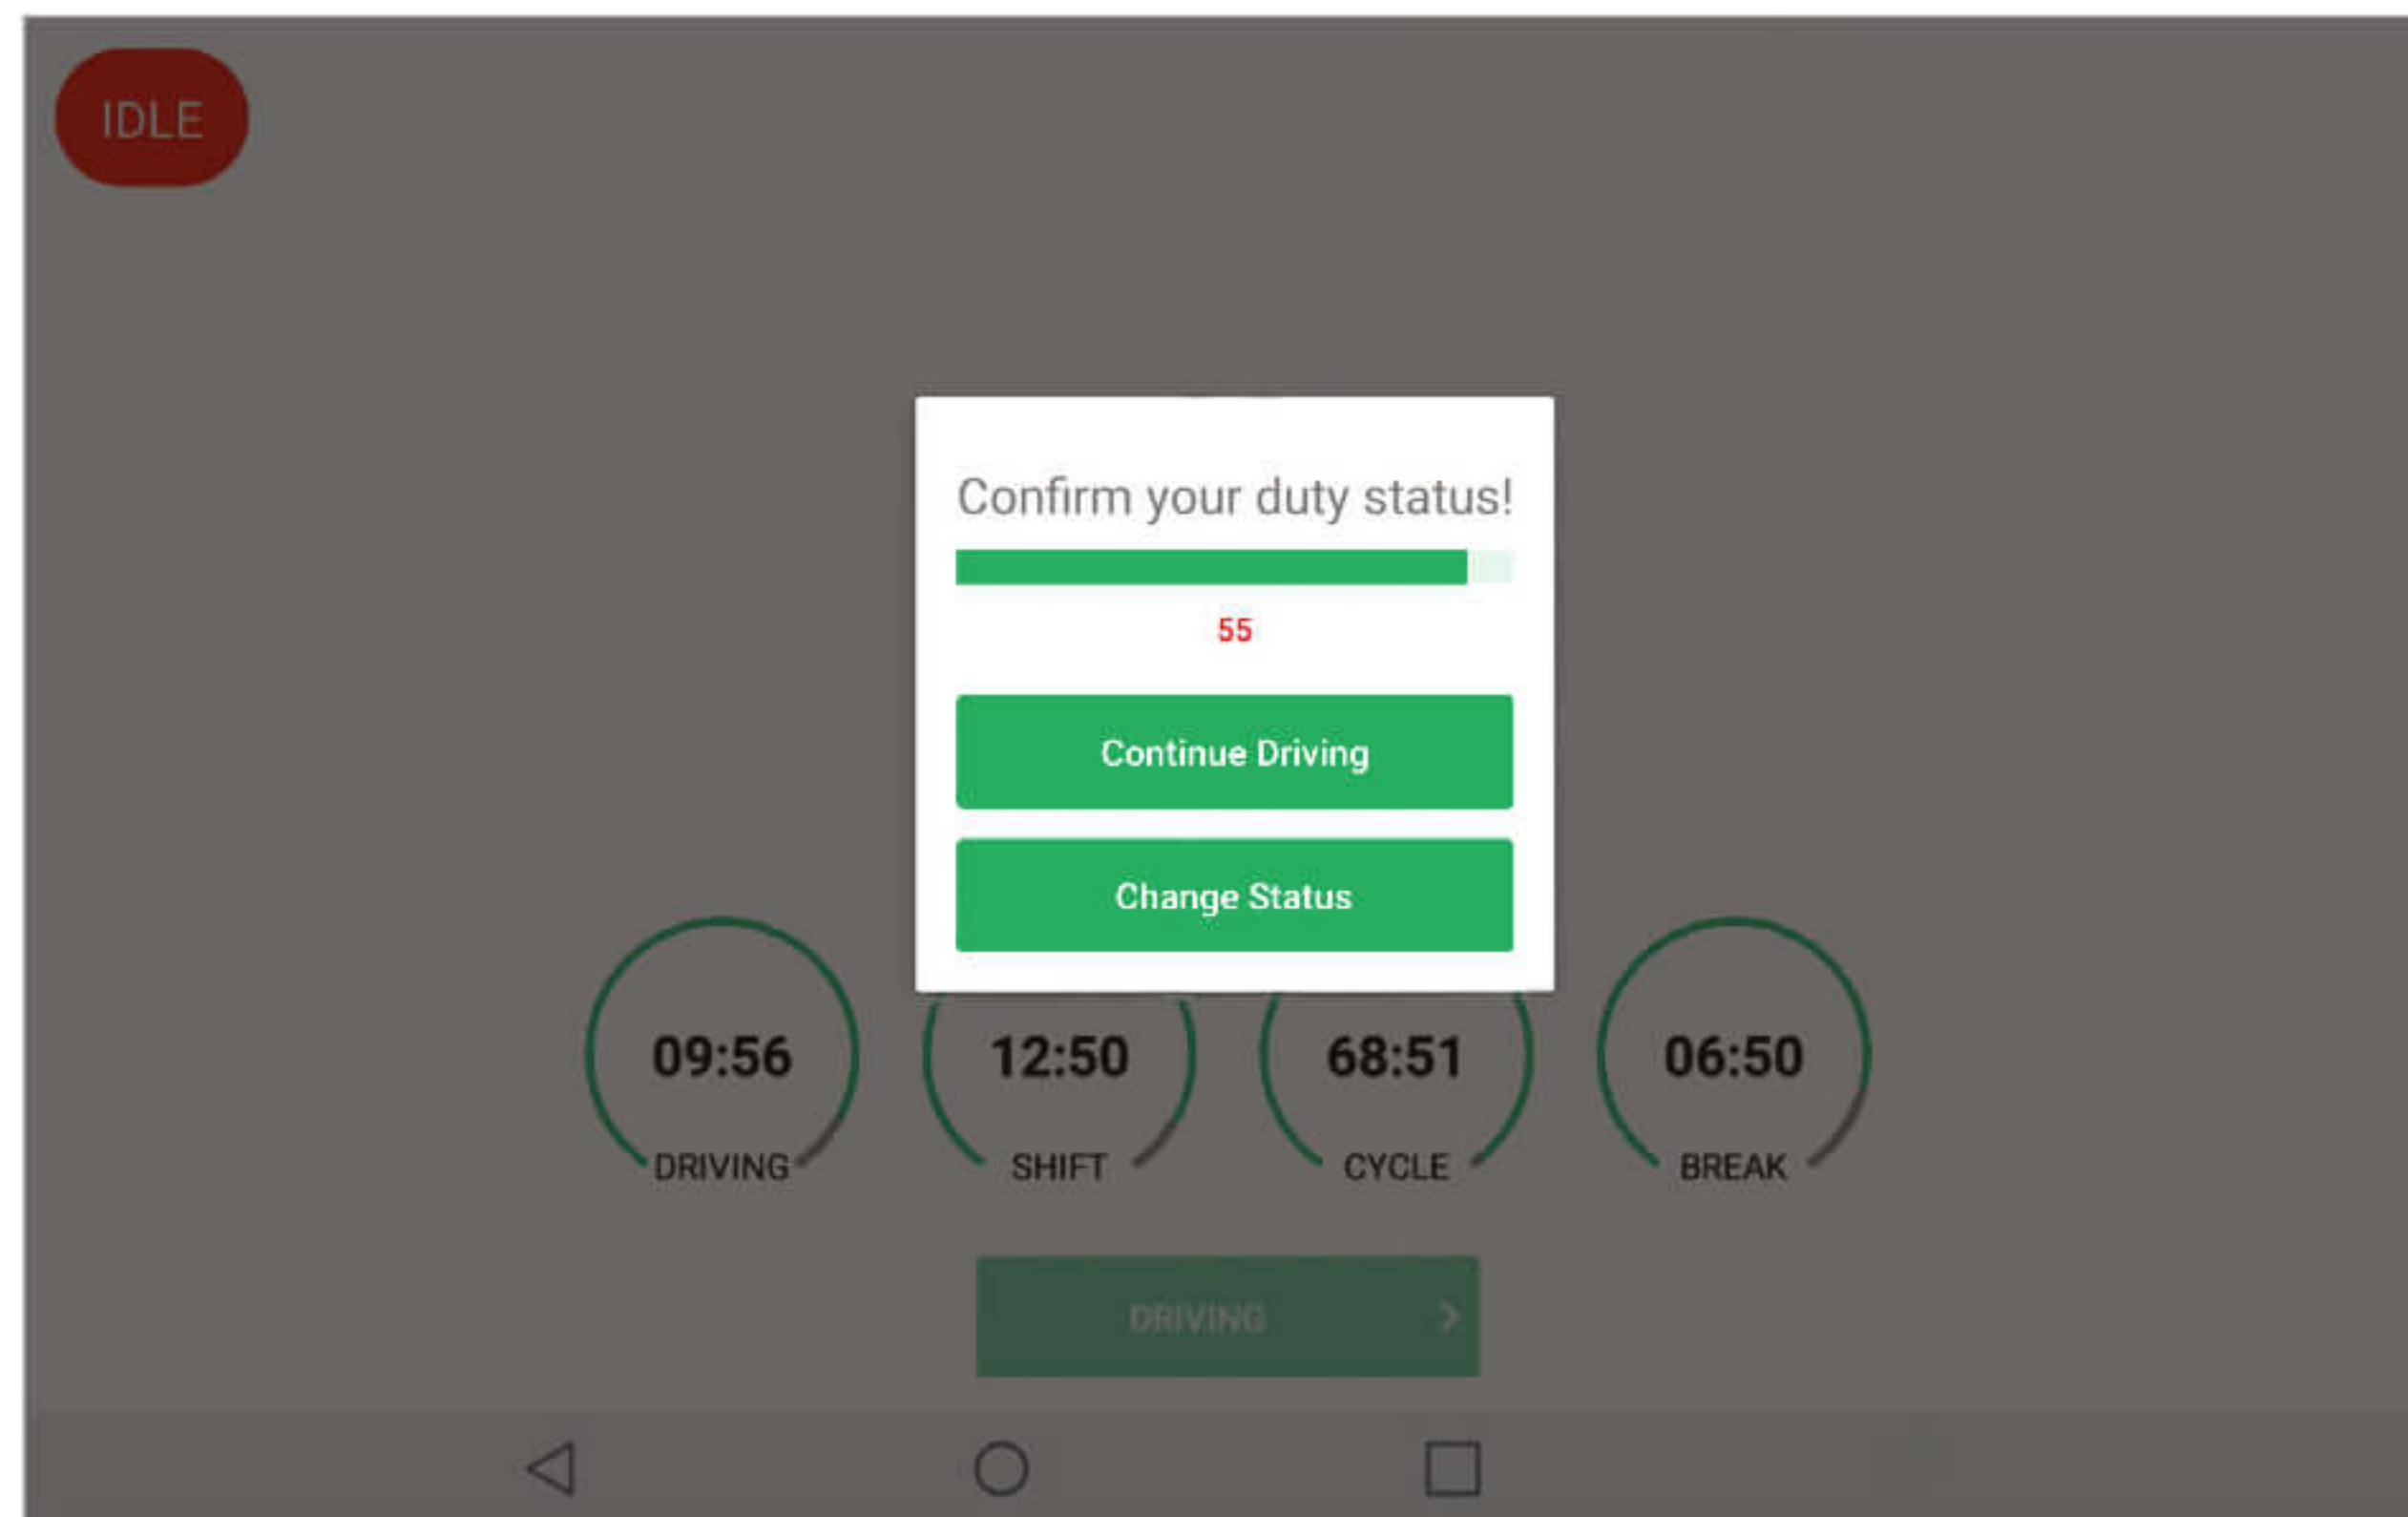 IDLE
Confirm your duty status!
55
Continue Driving
Change Status
09:56 12:50 68:51 06:50
DRIVING SHIFT CYCLE BREAK
DRIVING